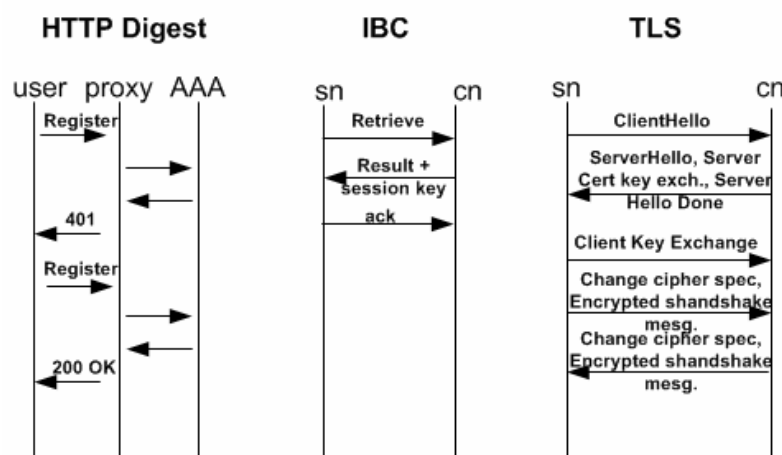 HTTP Digest
user proxy AAA
Register
401
Register
200 OK
IBC
sn cn
Retrieve
Result +
session key
ack
TLS
sn cn
ClientHello
ServerHello, Server
Cert key exch., Server
Hello Done
Client Key Exchange
Change cipher spec,
Encrypted shandshake
mesg.
Change cipher spec,
Encrypted shandshake
mesg.